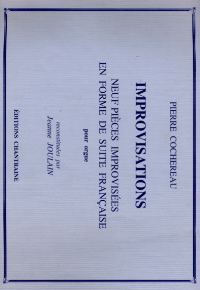 PIERRE COCHEREAU
IMPROVISATIONS
NEUF PIÈCES IMPROVISÉES
EN FORME DE SUITE FRANÇAISE
pour orgue
reconstituées par
Jeanne JOULAIN
ÉDITIONS CHANTRAINE